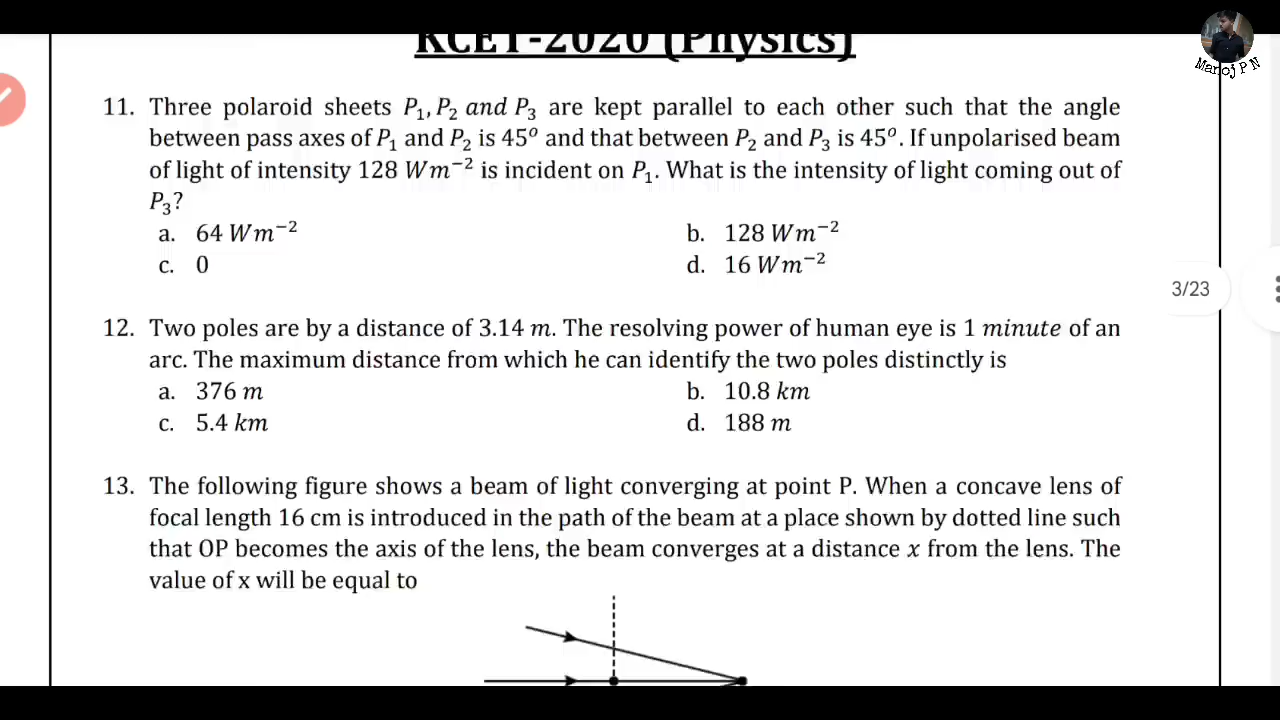 KCET-2020 (Physics)
Manoj P N
11. Three polaroid sheets P₁, P₂ and P₃ are kept parallel to each other such that the angle
between pass axes of P₁ and P₂ is 45° and that between P₂ and P₃ is 45°. If unpolarised beam
of light of intensity 128 Wm⁻² is incident on P₁. What is the intensity of light coming out of
P₃?
a. 64 Wm⁻² b. 128 Wm⁻²
c. 0 d. 16 Wm⁻²
3/23
12. Two poles are by a distance of 3.14 m. The resolving power of human eye is 1 minute of an
arc. The maximum distance from which he can identify the two poles distinctly is
a. 376 m b. 10.8 km
c. 5.4 km d. 188 m
13. The following figure shows a beam of light converging at point P. When a concave lens of
focal length 16 cm is introduced in the path of the beam at a place shown by dotted line such
that OP becomes the axis of the lens, the beam converges at a distance x from the lens. The
value of x will be equal to